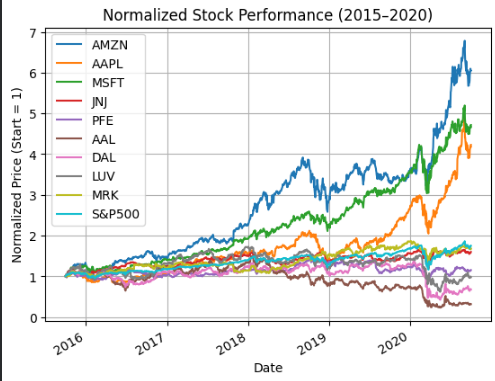 Normalized Stock Performance (2015–2020)
7
6
5
4
3
2
1
0
Normalized Price (Start = 1)
AMZN
AAPL
MSFT
JNJ
PFE
AAL
DAL
LUV
MRK
S&P500
2016
2017
2018
2019
2020
Date